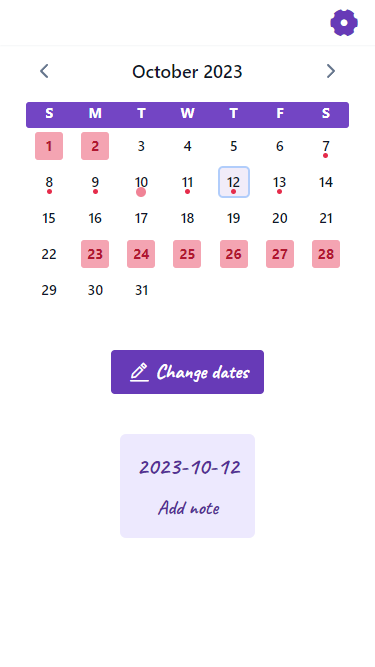 October 2023
S M T W T F S
1 2 3 4 5 6 7
8 9 10 11 12 13 14
15 16 17 18 19 20 21
22 23 24 25 26 27 28
29 30 31
Change dates
2023-10-12
Add note